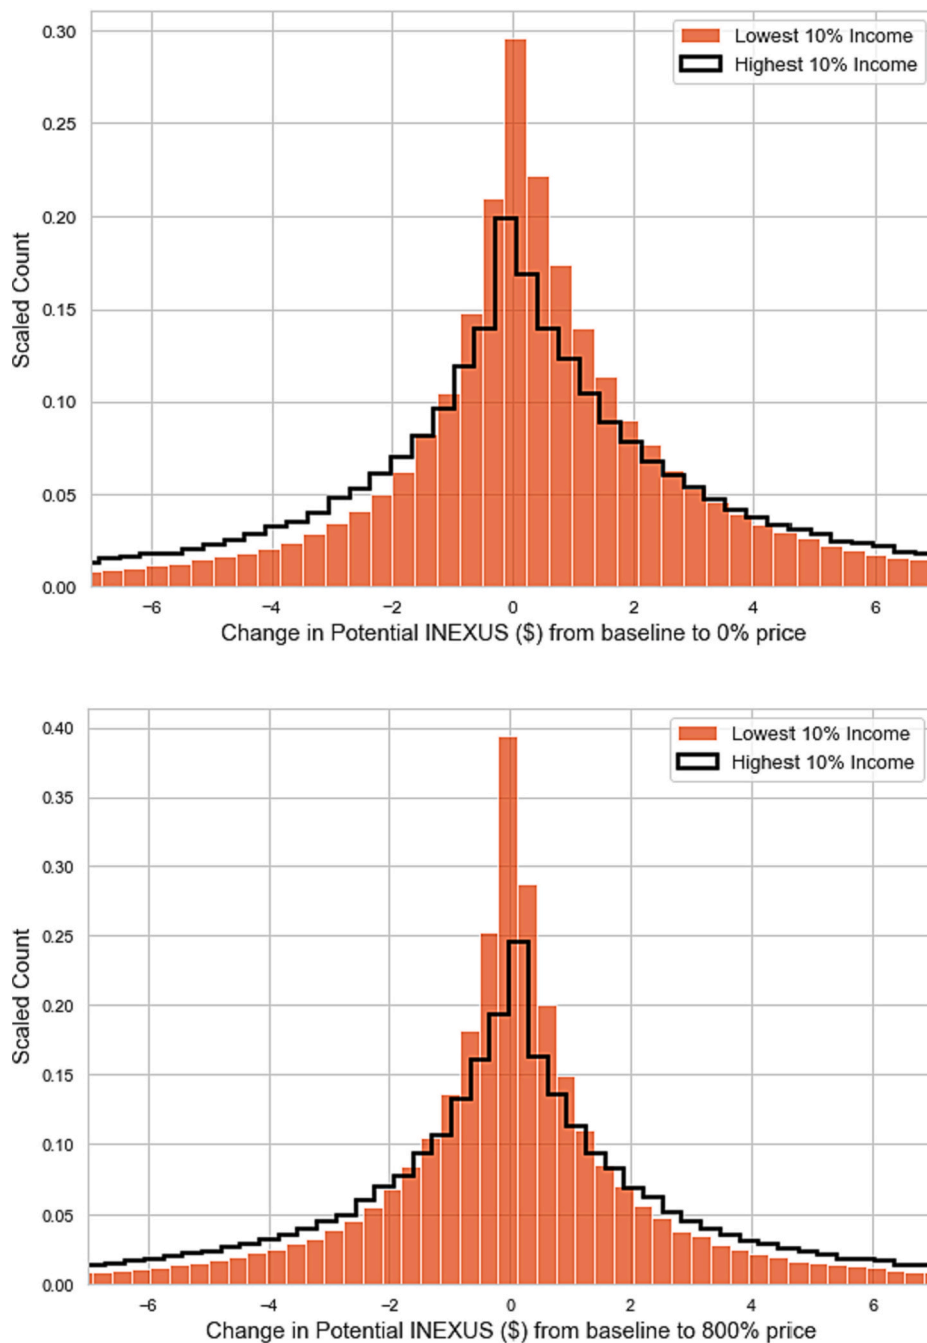 0.30
0.25
0.20
0.15
0.10
0.05
0.00
Scaled Count
Lowest 10% Income
Highest 10% Income
−6 −4 −2 0 2 4 6
Change in Potential INEXUS ($) from baseline to 0% price
0.40
0.35
0.30
0.25
0.20
0.15
0.10
0.05
0.00
Scaled Count
Lowest 10% Income
Highest 10% Income
−6 −4 −2 0 2 4 6
Change in Potential INEXUS ($) from baseline to 800% price